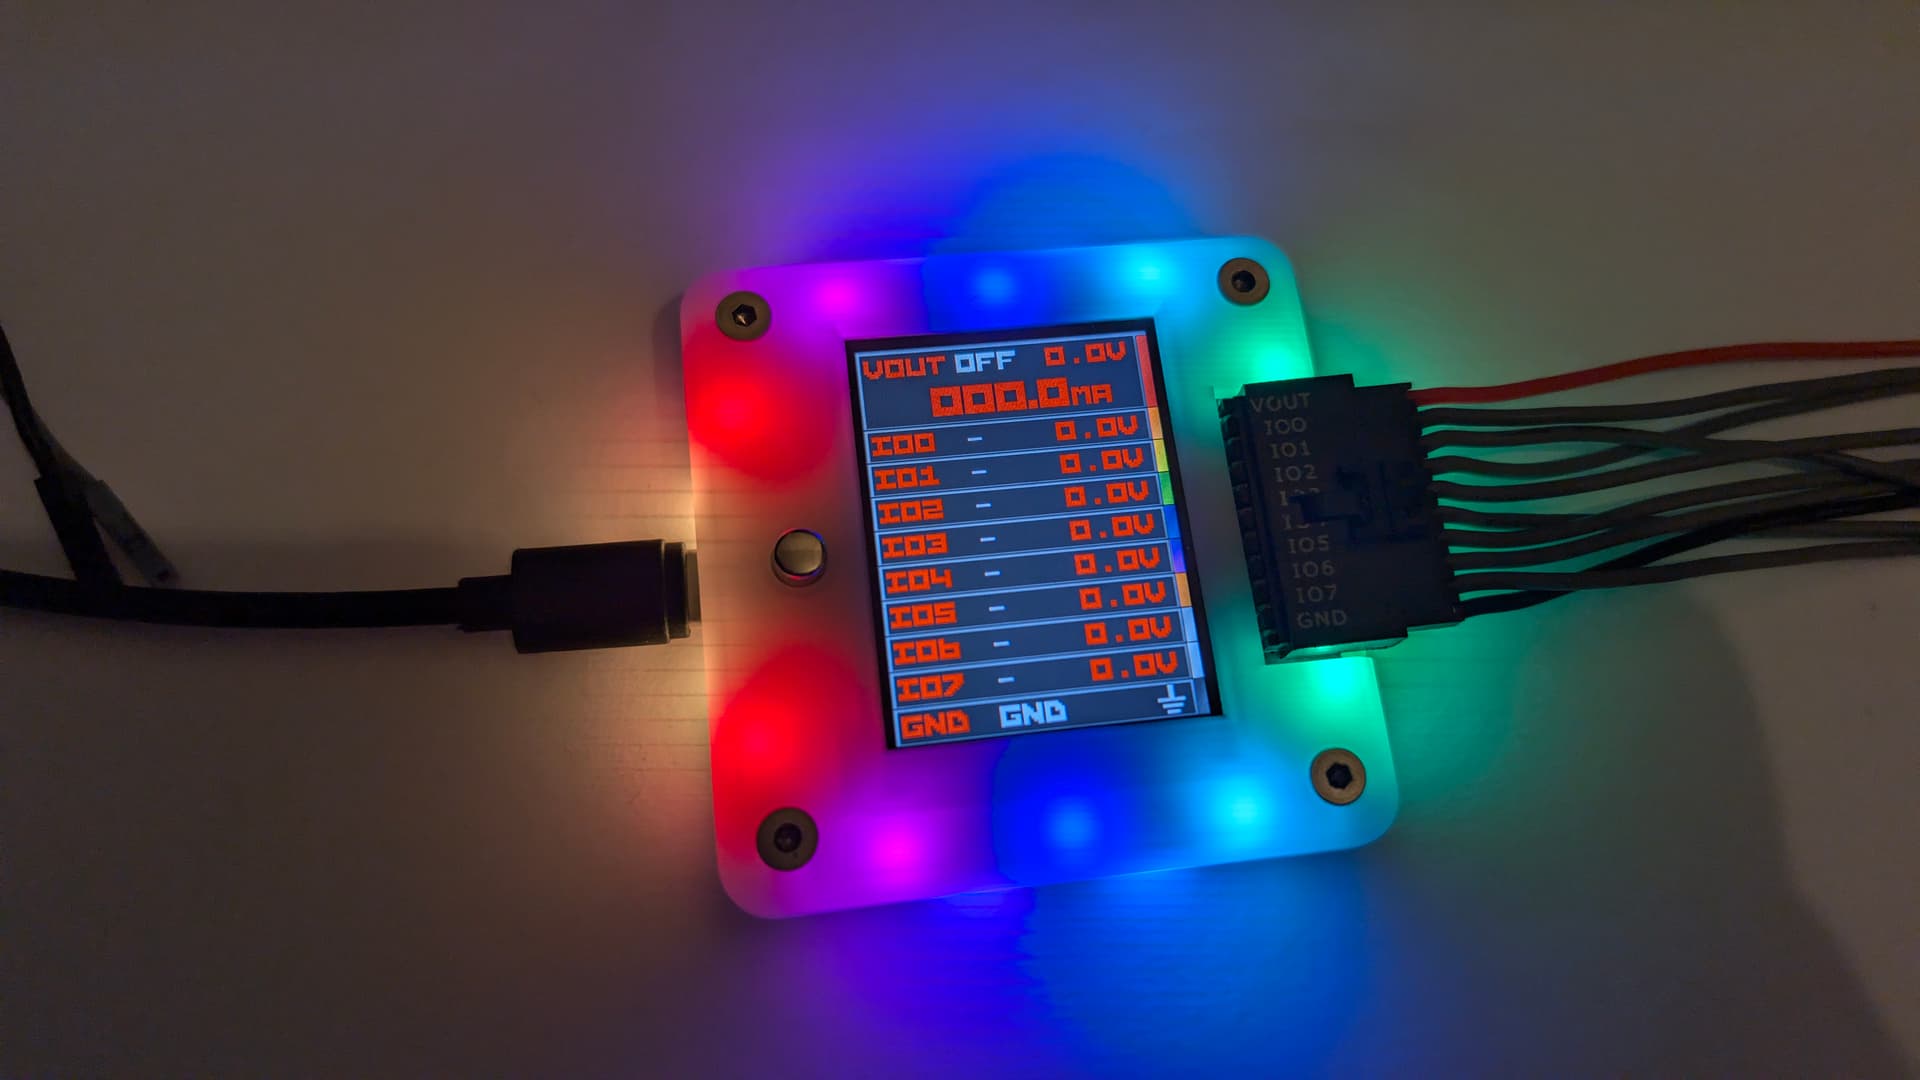 VOUT OFF 0.0V
000.0MA
IO0 - 0.0V
IO1 - 0.0V
IO2 - 0.0V
IO3 - 0.0V
IO4 - 0.0V
IO5 - 0.0V
IO6 - 0.0V
IO7 - 0.0V
GND GND
VOUT
IO0
IO1
IO2
IO5
IO6
IO7
GND